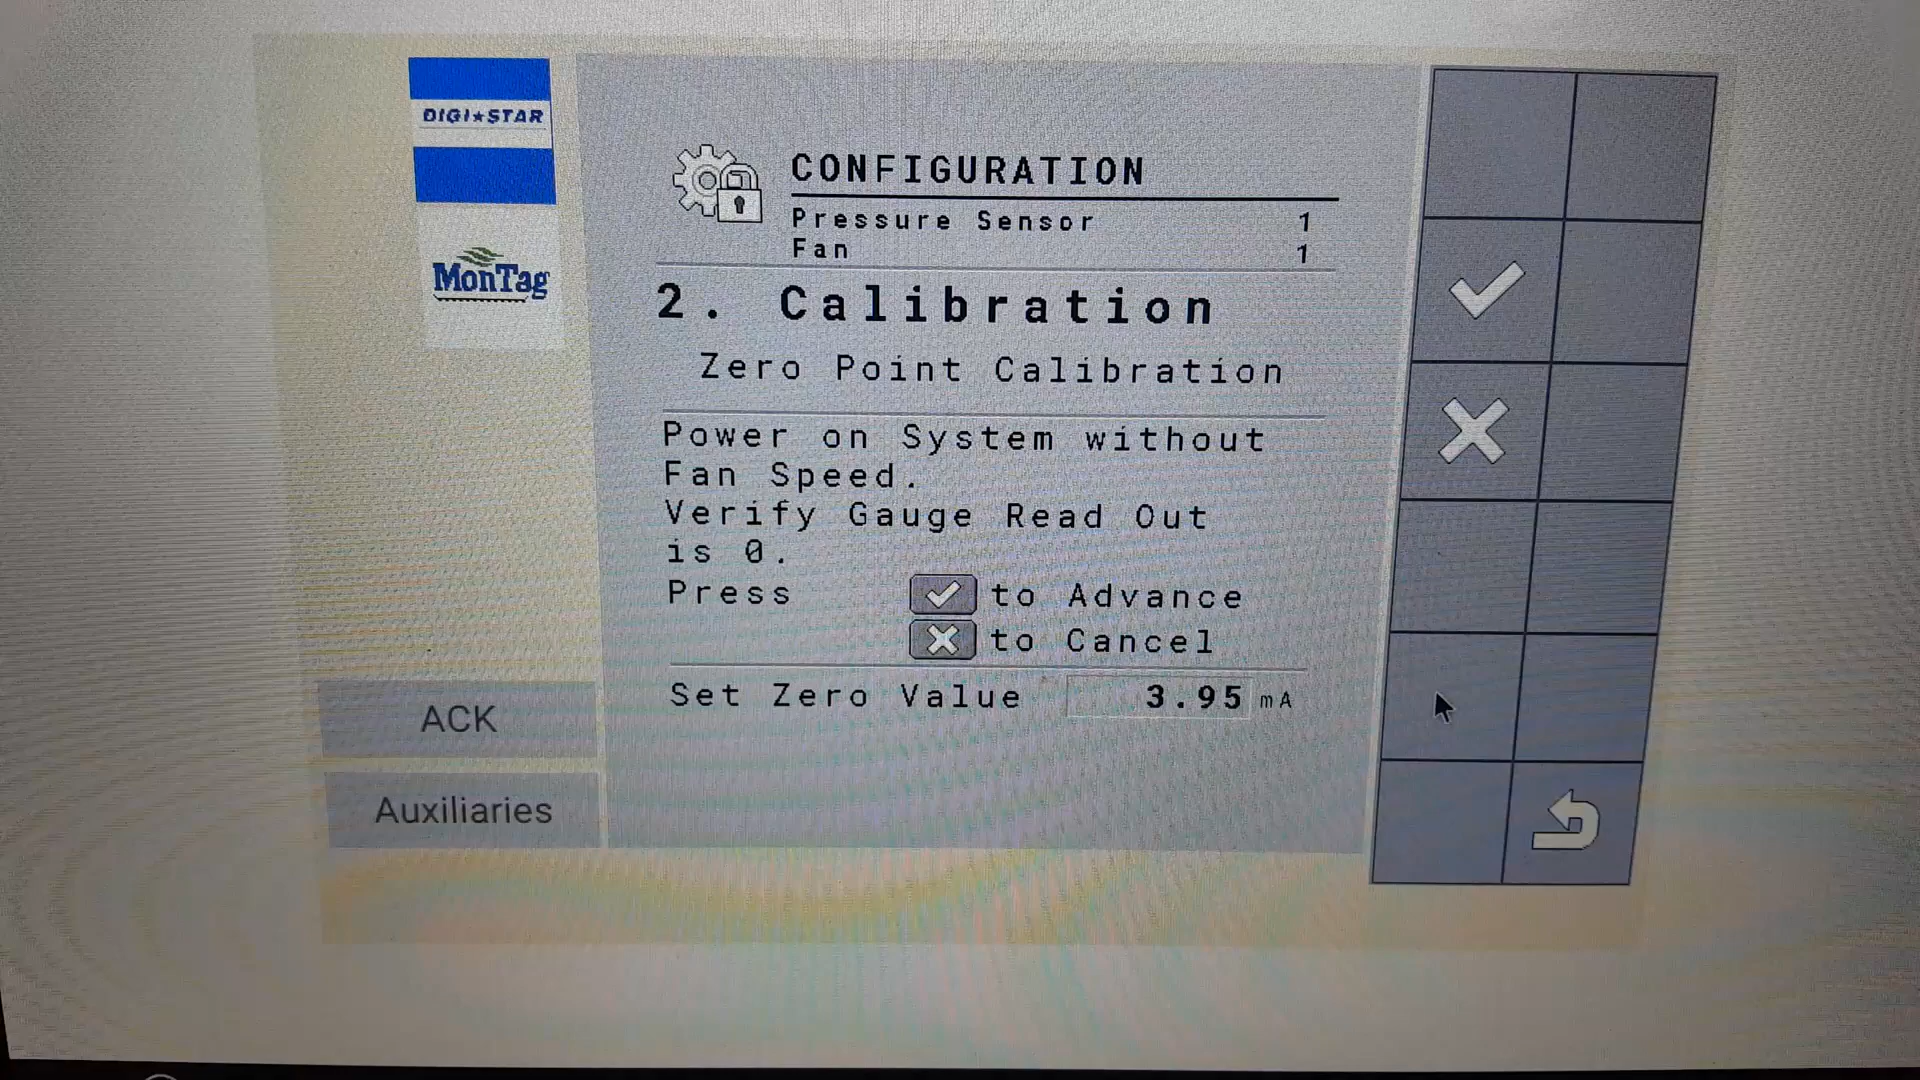 DIGI★STAR
MonTag
CONFIGURATION
Pressure Sensor 1
Fan 1
2. Calibration
Zero Point Calibration
Power on System without
Fan Speed.
Verify Gauge Read Out
is 0.
Press to Advance
to Cancel
Set Zero Value 3.95 mA
ACK
Auxiliaries